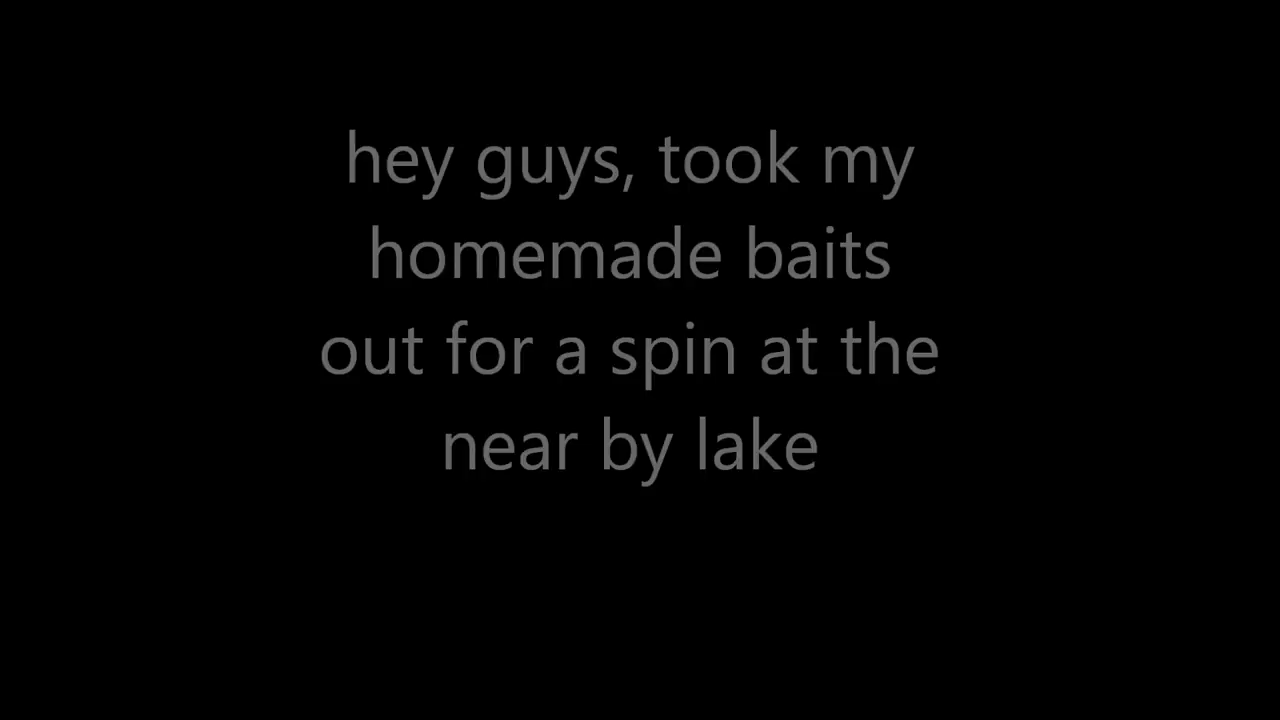 hey guys, took my
homemade baits
out for a spin at the
near by lake